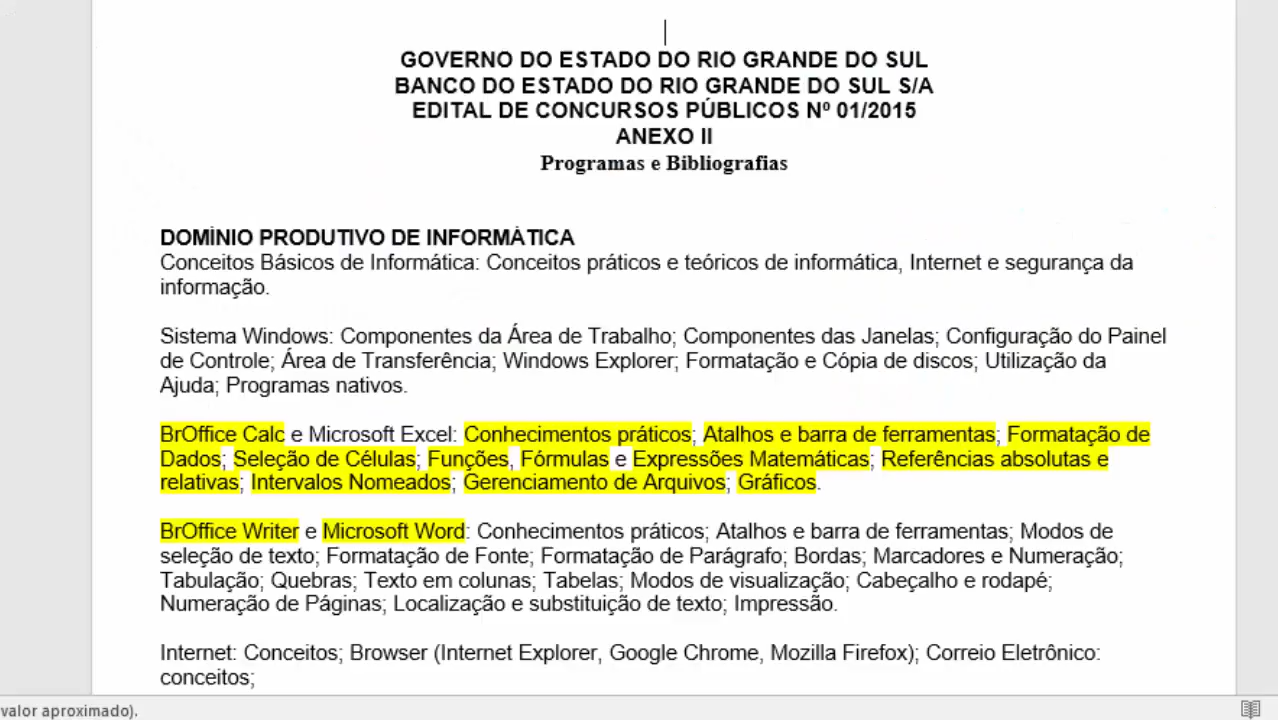 GOVERNO DO ESTADO DO RIO GRANDE DO SUL
BANCO DO ESTADO DO RIO GRANDE DO SUL S/A
EDITAL DE CONCURSOS PÚBLICOS Nº 01/2015
ANEXO II
Programas e Bibliografias
DOMÍNIO PRODUTIVO DE INFORMÁTICA
Conceitos Básicos de Informática: Conceitos práticos e teóricos de informática, Internet e segurança da
informação.
Sistema Windows: Componentes da Área de Trabalho; Componentes das Janelas; Configuração do Painel
de Controle; Área de Transferência; Windows Explorer; Formatação e Cópia de discos; Utilização da
Ajuda; Programas nativos.
BrOffice Calc e Microsoft Excel: Conhecimentos práticos; Atalhos e barra de ferramentas; Formatação de
Dados; Seleção de Células; Funções, Fórmulas e Expressões Matemáticas; Referências absolutas e
relativas; Intervalos Nomeados; Gerenciamento de Arquivos; Gráficos.
BrOffice Writer e Microsoft Word: Conhecimentos práticos; Atalhos e barra de ferramentas; Modos de
seleção de texto; Formatação de Fonte; Formatação de Parágrafo; Bordas; Marcadores e Numeração;
Tabulação; Quebras; Texto em colunas; Tabelas; Modos de visualização; Cabeçalho e rodapé;
Numeração de Páginas; Localização e substituição de texto; Impressão.
Internet: Conceitos; Browser (Internet Explorer, Google Chrome, Mozilla Firefox); Correio Eletrônico:
conceitos;
valor aproximado).